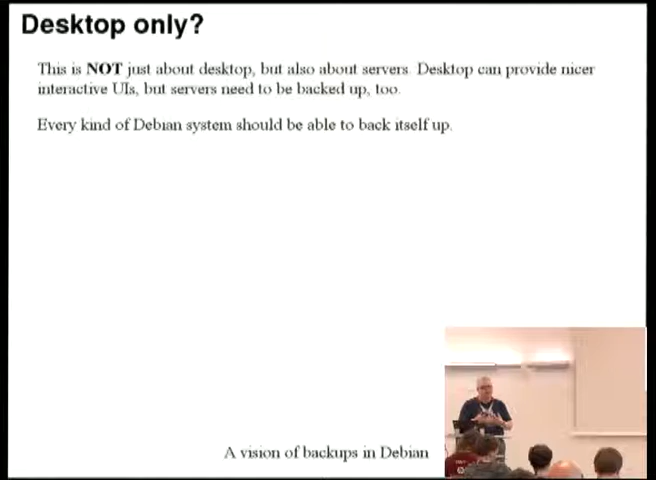 Desktop only?
This is NOT just about desktop, but also about servers. Desktop can provide nicer
interactive UIs, but servers need to be backed up, too.
Every kind of Debian system should be able to back itself up.
A vision of backups in Debian